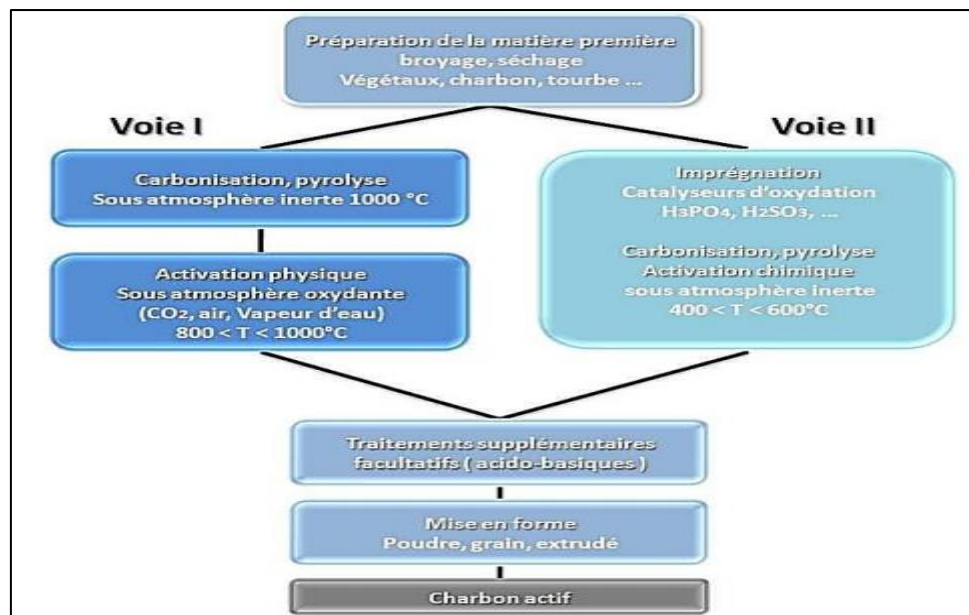 Préparation de la matière première
broyage, séchage
Végétaux, charbon, tourbe ...
Voie I
Voie II
Carbonisation, pyrolyse
Sous atmosphère inerte 1000 °C
Activation physique
Sous atmosphère oxydante
(CO₂, air, Vapeur d'eau)
800 < T < 1000°C
Imprégnation
Catalyseurs d'oxydation
H₃PO₄, H₂SO₃, ...
Carbonisation, pyrolyse
Activation chimique
sous atmosphère inerte
400 < T < 600°C
Traitements supplémentaires
facultatifs ( acido-basiques )
Mise en forme
Poudre, grain, extrudé
Charbon actif